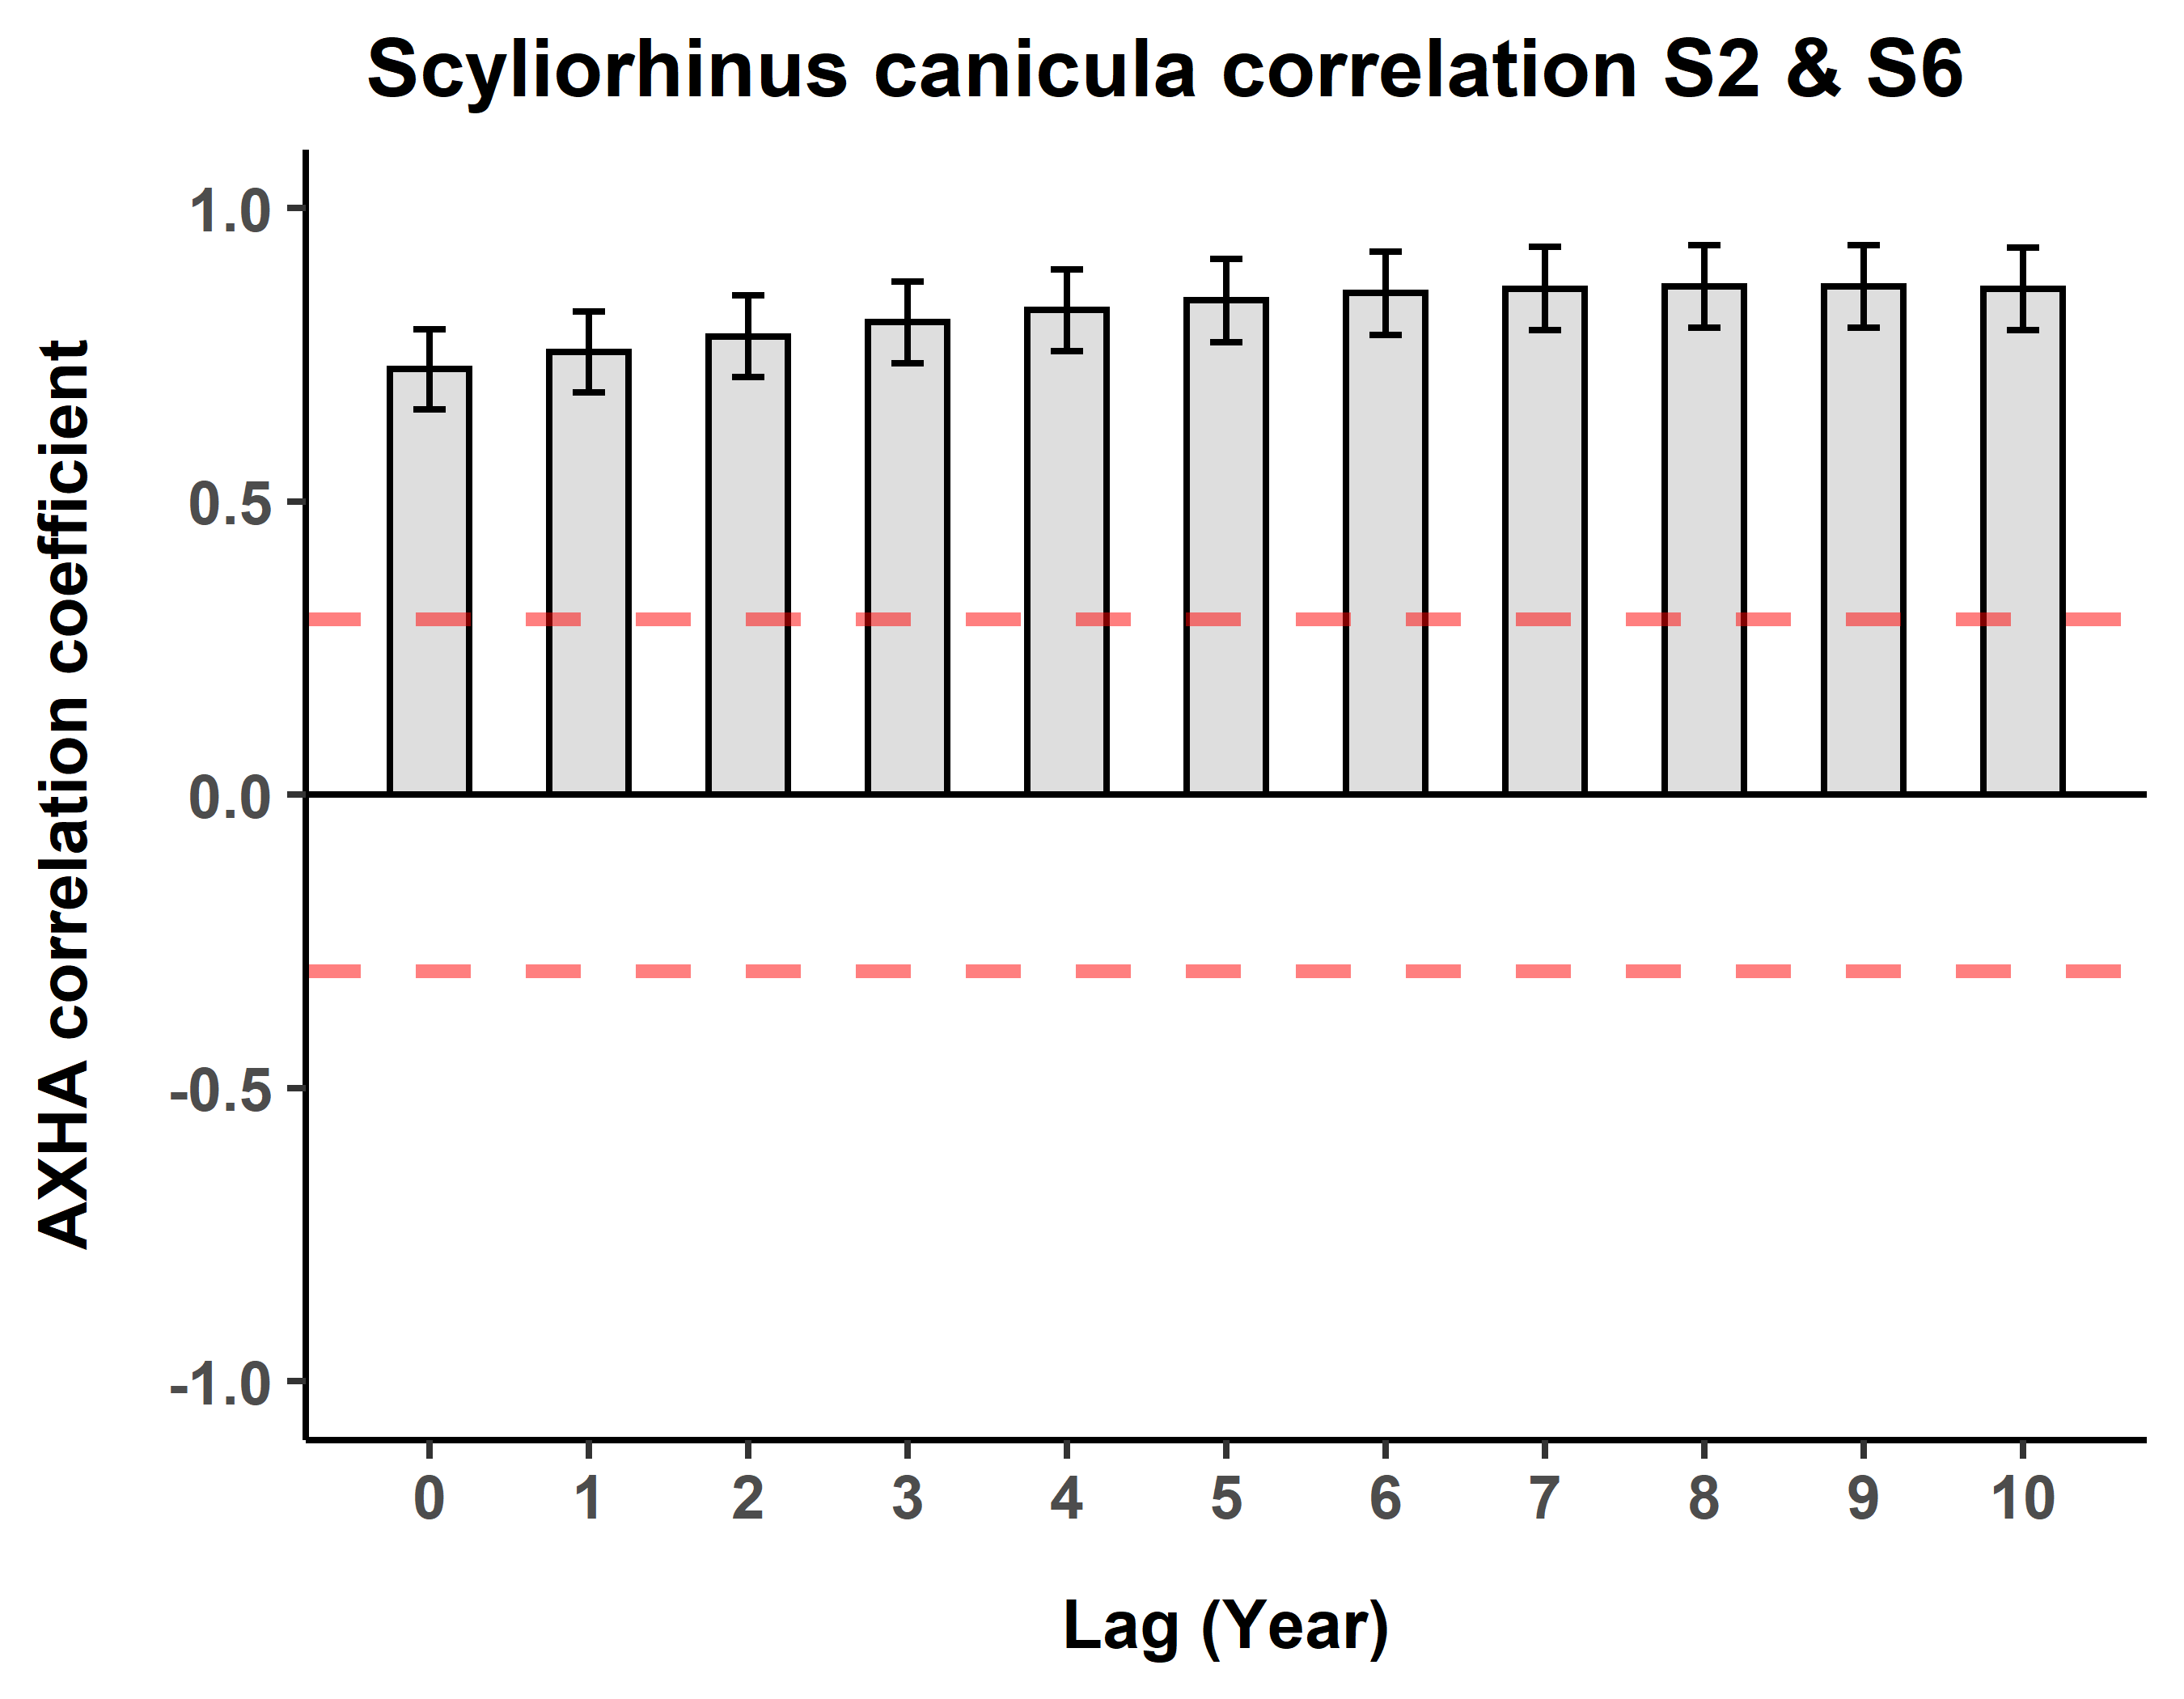 Scyliorhinus canicula correlation S2 & S6
AXHA correlation coefficient
1.0
0.5
0.0
-0.5
-1.0
0 1 2 3 4 5 6 7 8 9 10
Lag (Year)